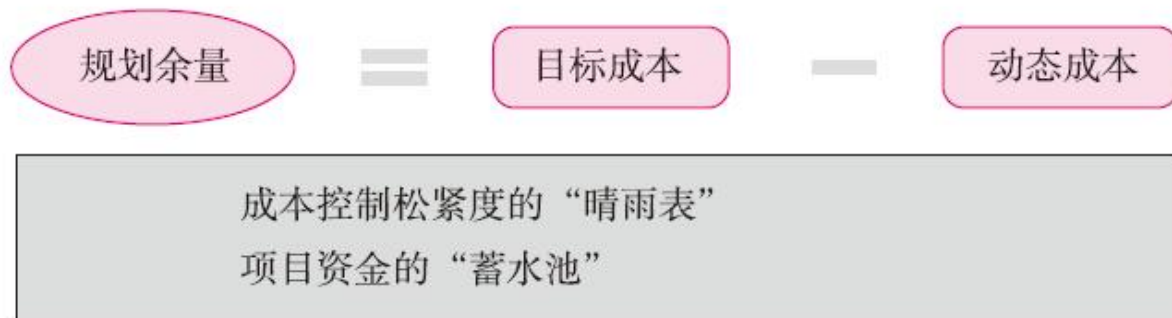 规划余量 = 目标成本 - 动态成本
成本控制松紧度的“晴雨表”
项目资金的“蓄水池”